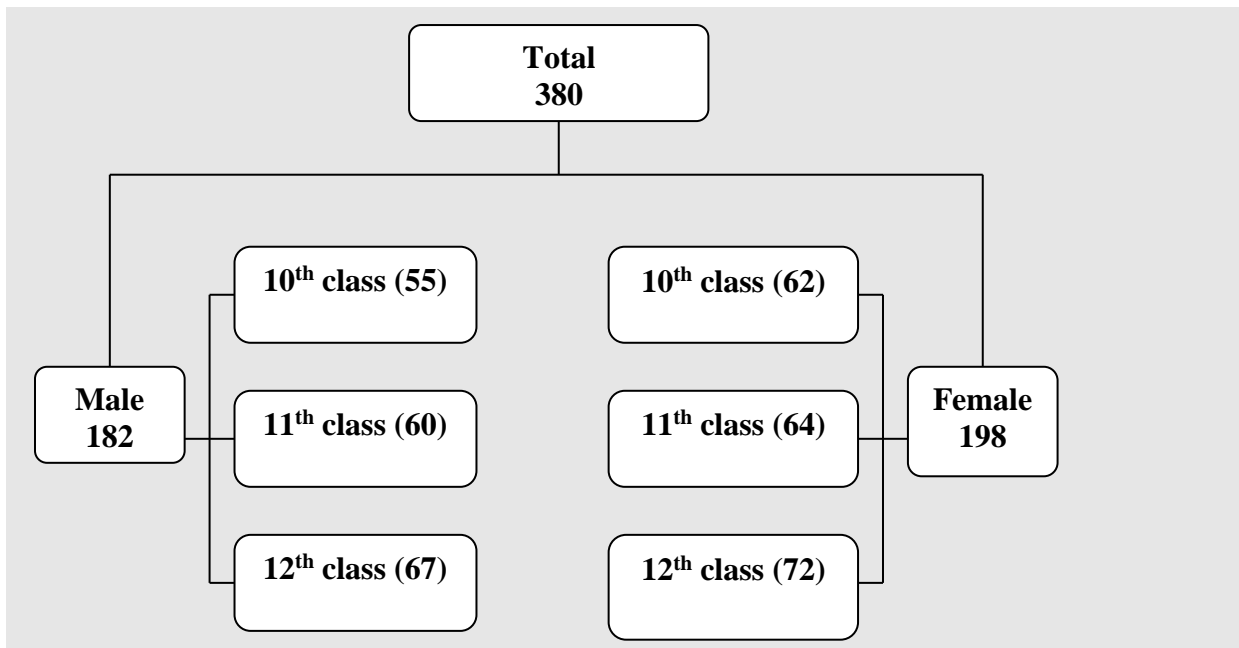 Total
380
10th class (55)
10th class (62)
Male
182
11th class (60)
11th class (64)
Female
198
12th class (67)
12th class (72)